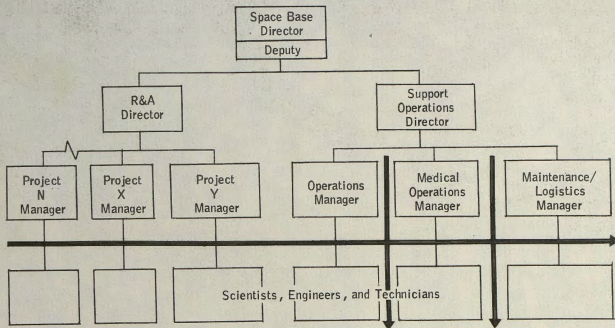 Space Base
Director
Deputy
R&A
Director
Support
Operations
Director
Project
N
Manager
Project
X
Manager
Project
Y
Manager
Operations
Manager
Medical
Operations
Manager
Maintenance/
Logistics
Manager
Scientists, Engineers, and Technicians